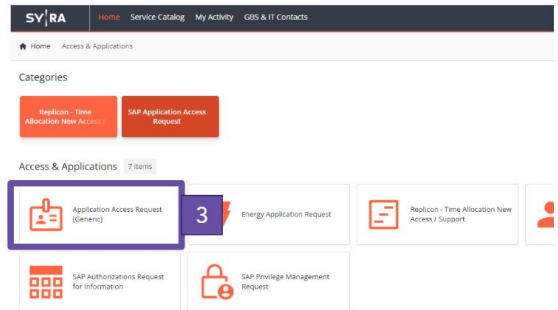 SY¦RA Home Service Catalog My Activity GBS & IT Contacts
Home Access & Applications
Categories
Replicon - Time
Allocation New Access /
SAP Application Access
Request
Access & Applications 7 items
Application Access Request
(Generic)
3
Energy Application Request
Replicon - Time Allocation New
Access / Support
SAP Authorizations Request
for Information
SAP Privilege Management
Request